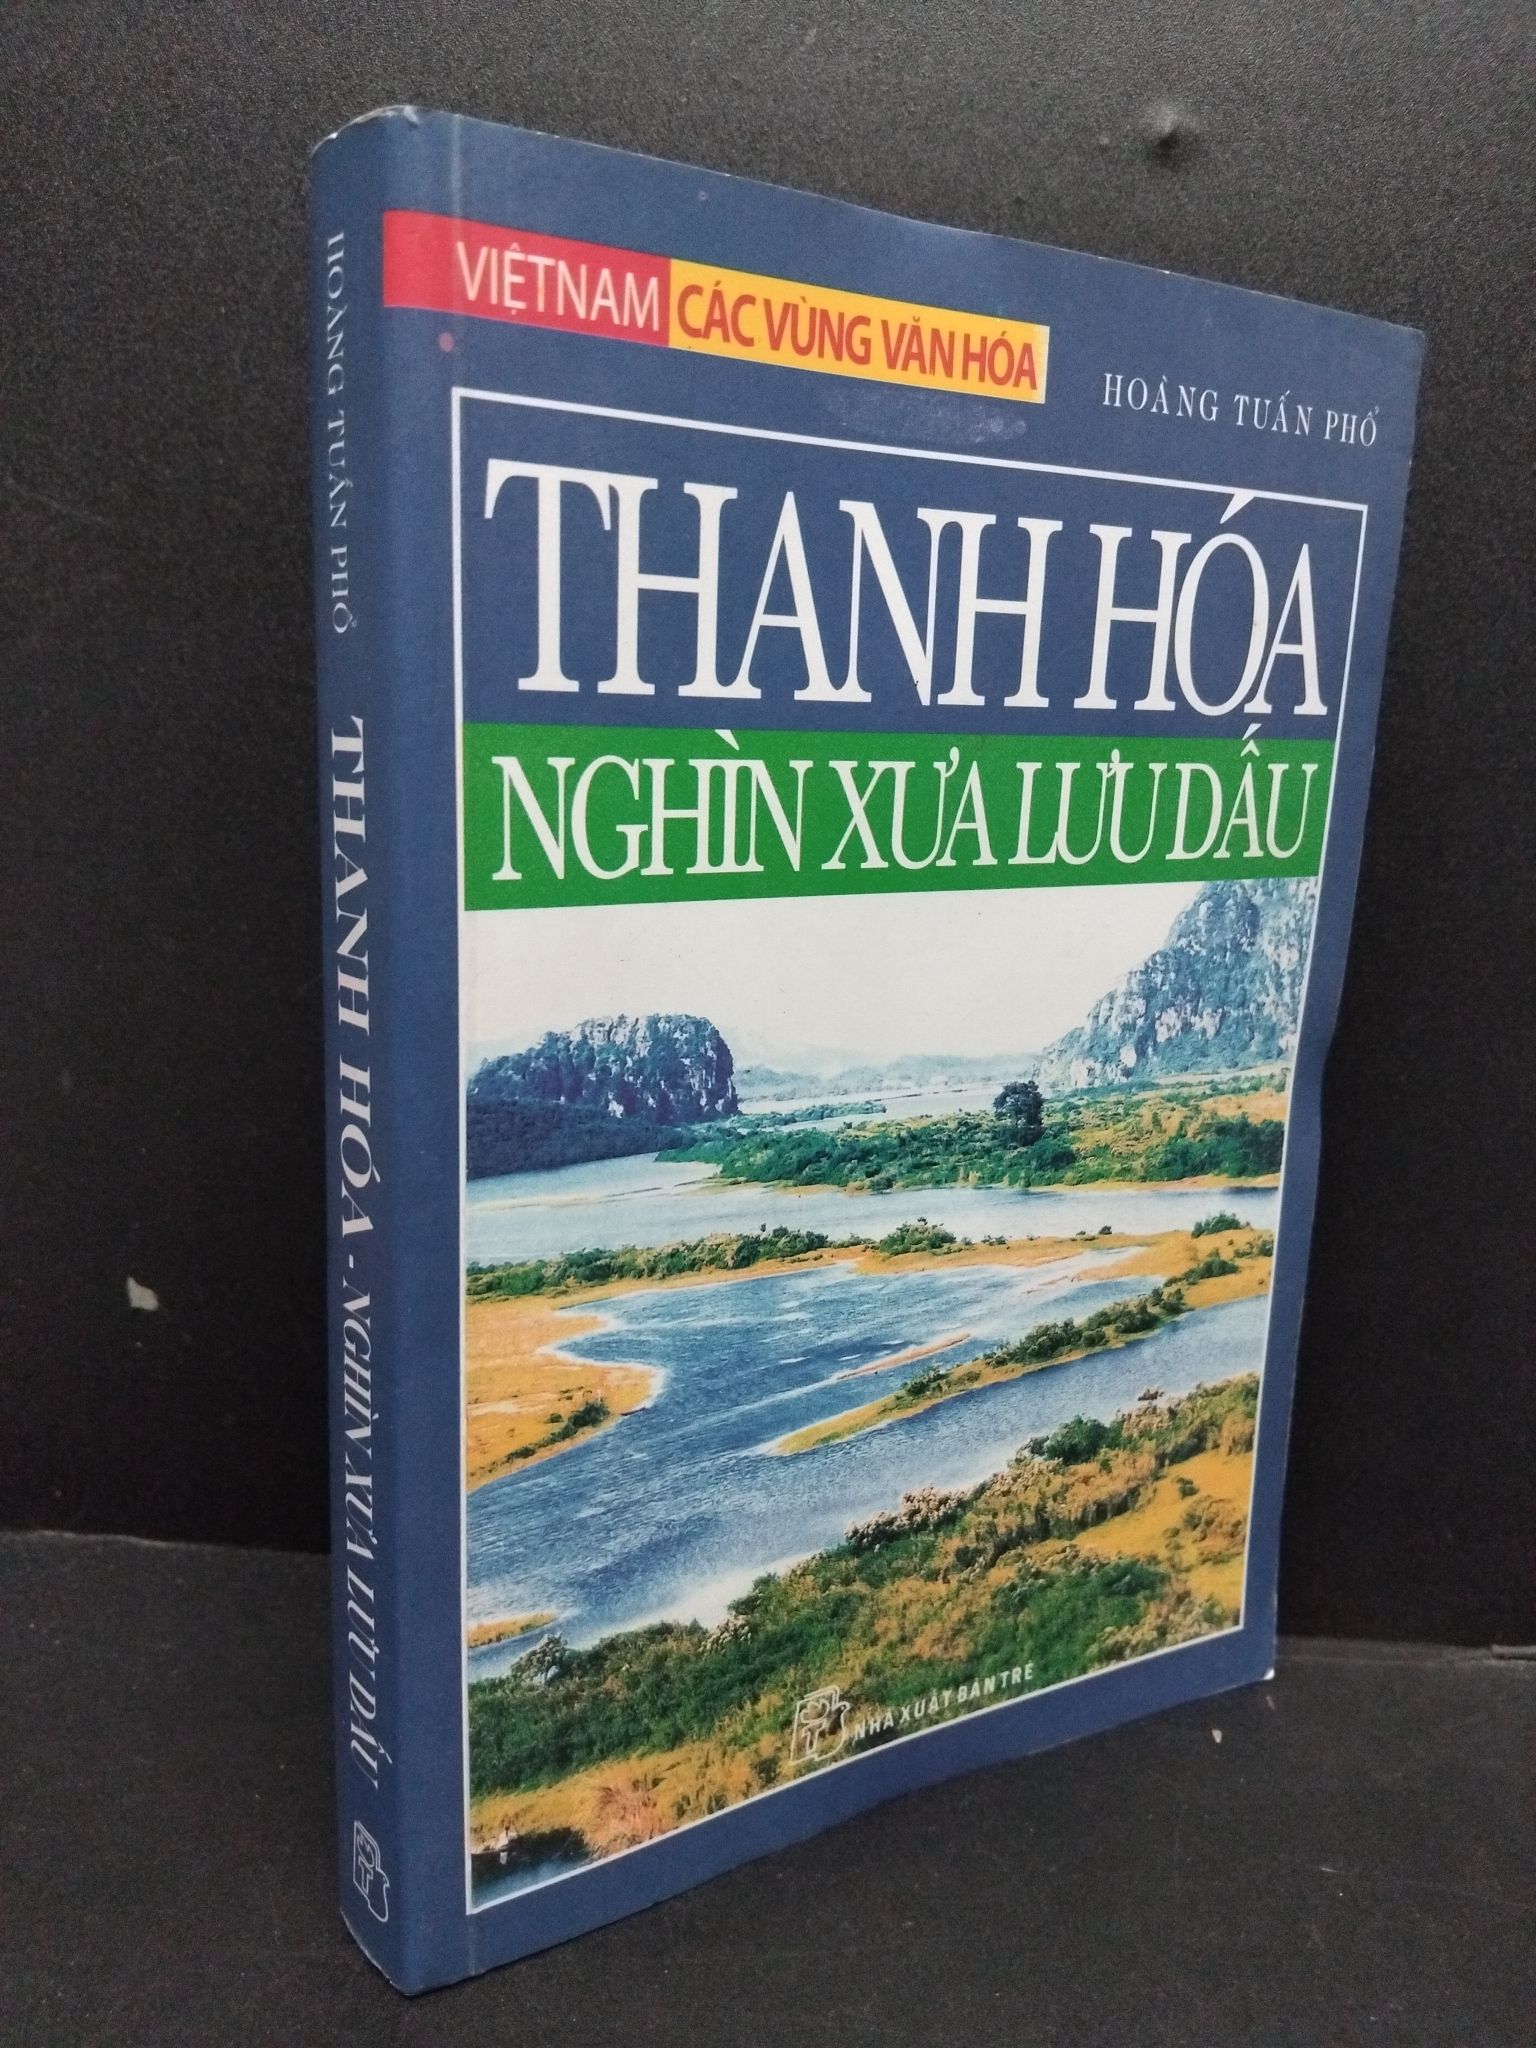 VIỆTNAM CÁC VÙNG VĂN HÓA
HOÀNG TUẤN PHỔ
THANH HÓA
NGHÌN XƯA LƯU DẤU
NHÀ XUẤT BẢN TRẺ
HOÀNG TUẤN PHỔ THANH HÓA - NGHÌN XƯA LƯU DẤU